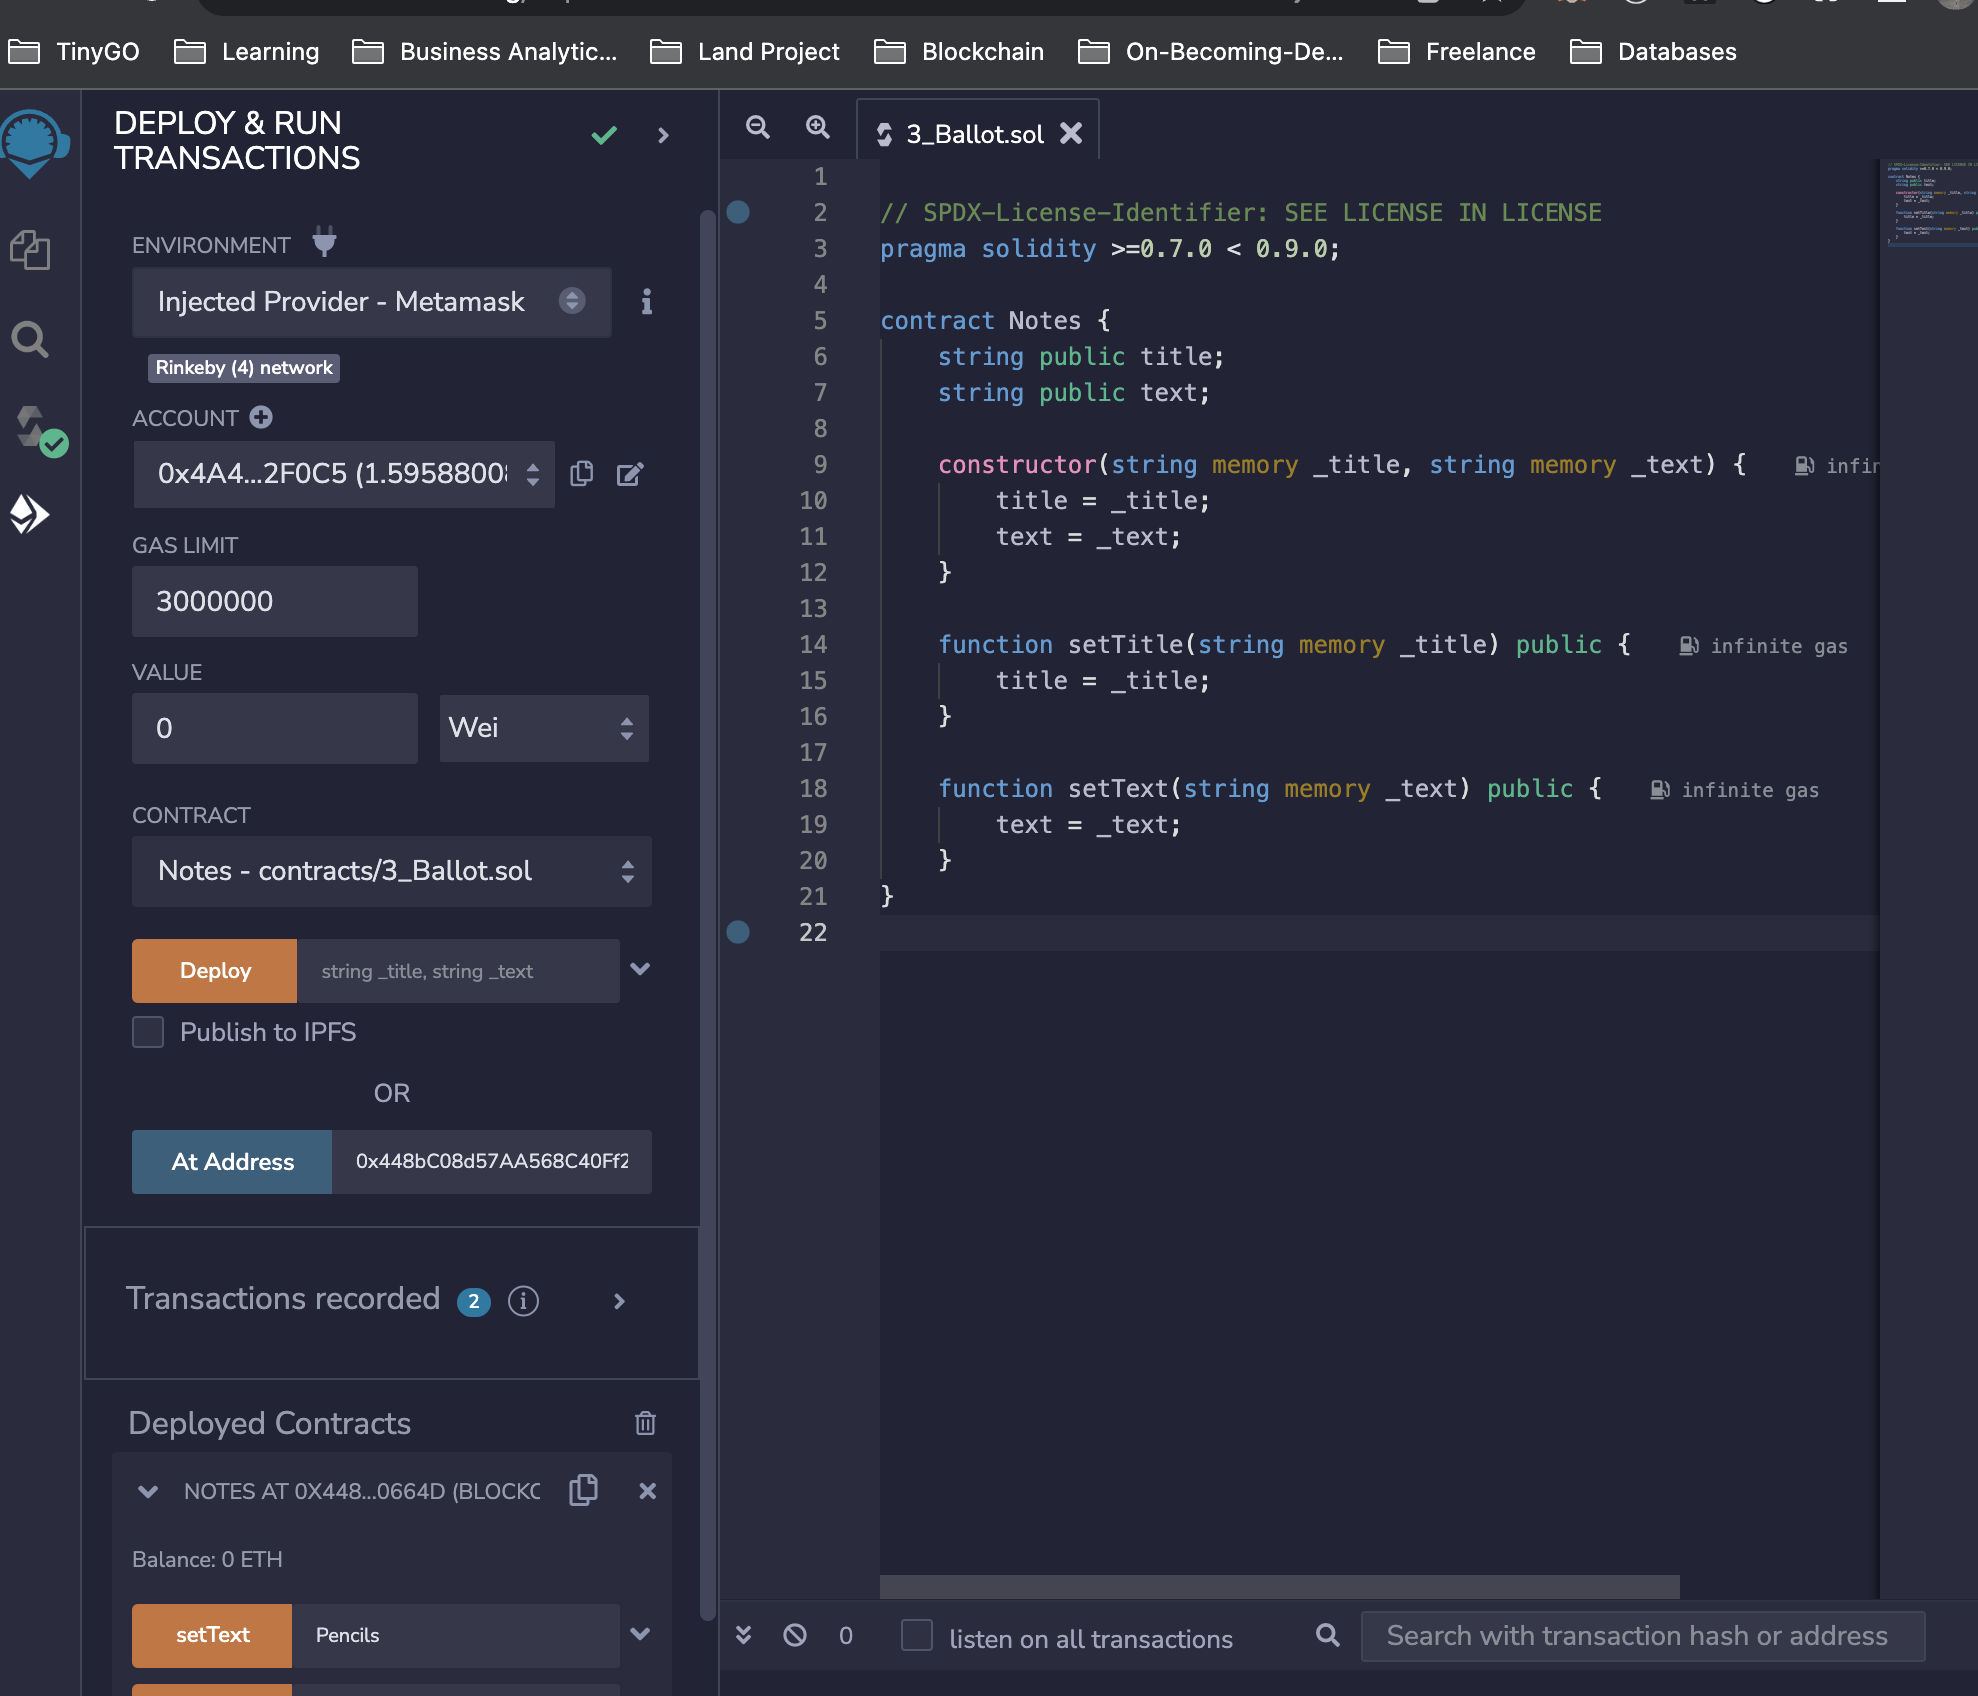 TinyGO
Learning
Business Analytic...
Land Project
Blockchain
On-Becoming-De...
Freelance
Databases
DEPLOY & RUN
TRANSACTIONS
ENVIRONMENT
Injected Provider - Metamask
Rinkeby (4) network
ACCOUNT
0x4A4...2F0C5 (1.59588008
GAS LIMIT
3000000
VALUE
0
Wei
CONTRACT
Notes - contracts/3_Ballot.sol
Deploy
string _title, string _text
Publish to IPFS
OR
At Address
0x448bC08d57AA568C40Ff2
Transactions recorded 2
Deployed Contracts
NOTES AT 0X448...0664D (BLOCKC
Balance: 0 ETH
setText
Pencils
3_Ballot.sol
1
2 // SPDX-License-Identifier: SEE LICENSE IN LICENSE
3 pragma solidity >=0.7.0 < 0.9.0;
4
5 contract Notes {
6 string public title;
7 string public text;
8
9 constructor(string memory _title, string memory _text) { infin
10 title = _title;
11 text = _text;
12 }
13
14 function setTitle(string memory _title) public { infinite gas
15 title = _title;
16 }
17
18 function setText(string memory _text) public { infinite gas
19 text = _text;
20 }
21 }
22
0
listen on all transactions
Search with transaction hash or address